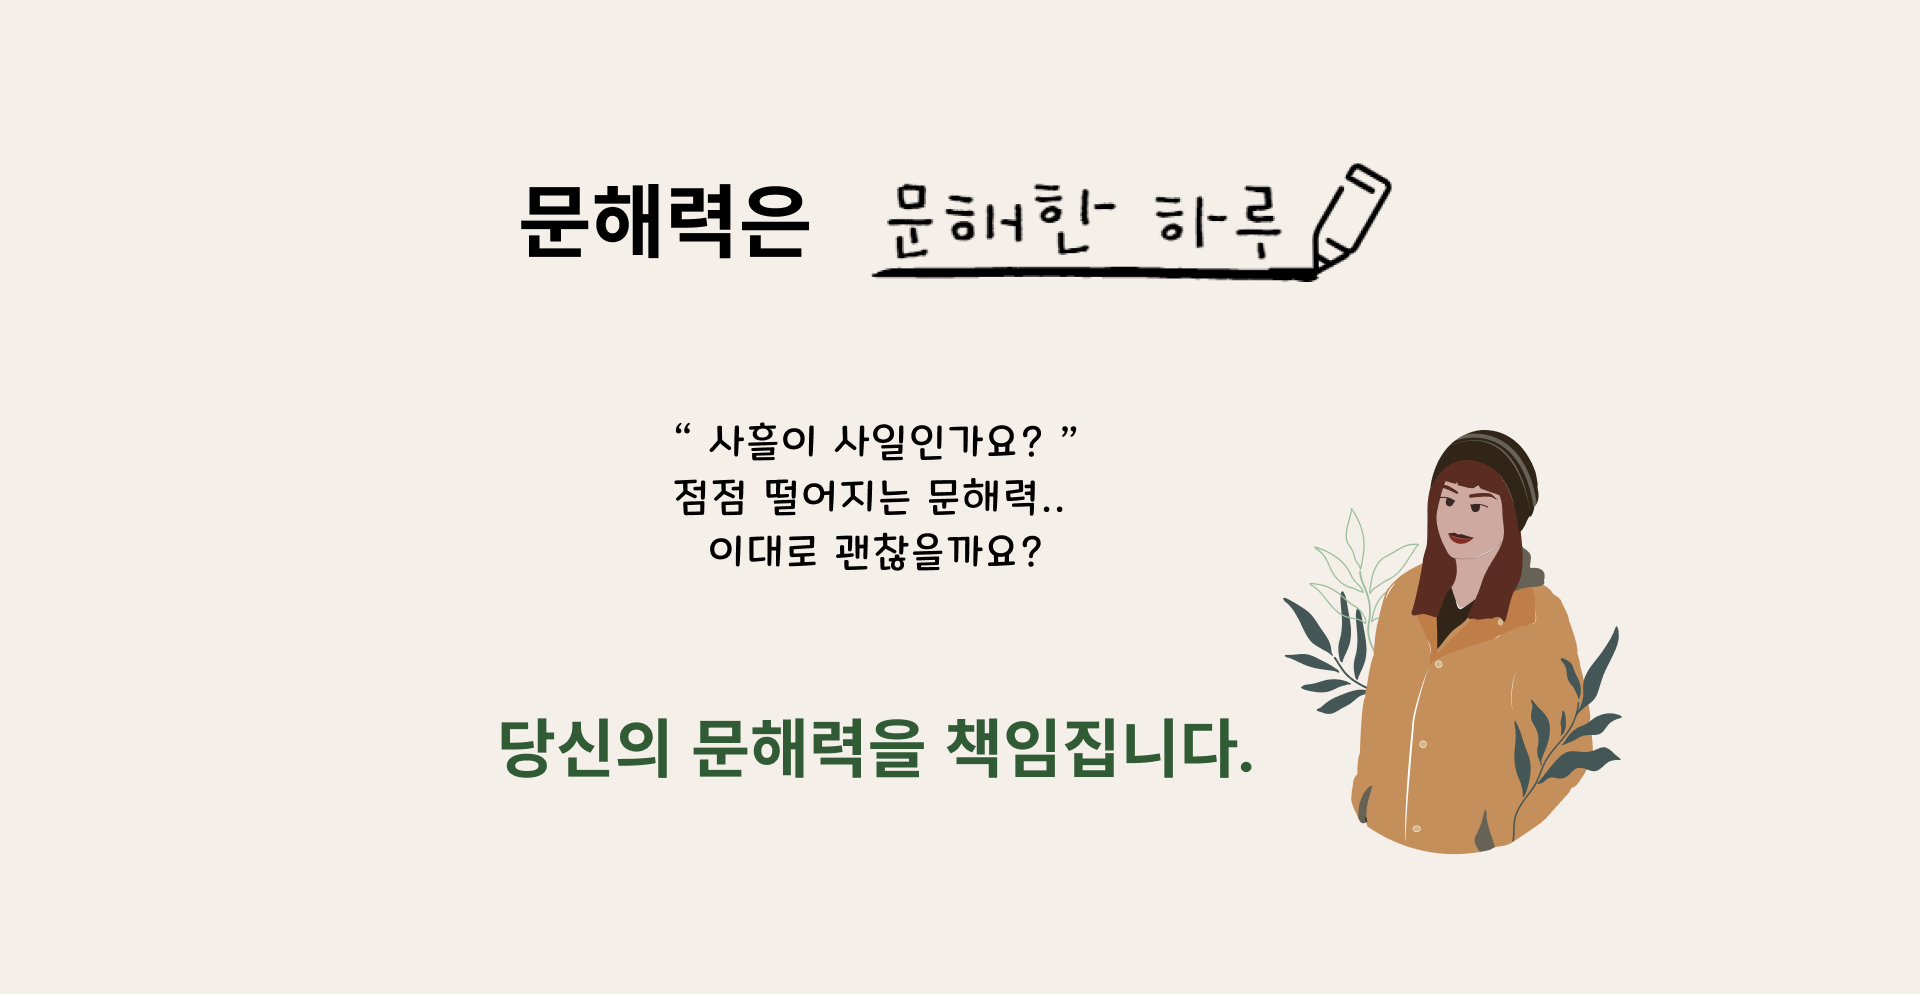 문해력은 문해한 하루
“ 사흘이 사일인가요? ”
점점 떨어지는 문해력..
이대로 괜찮을까요?
당신의 문해력을 책임집니다.